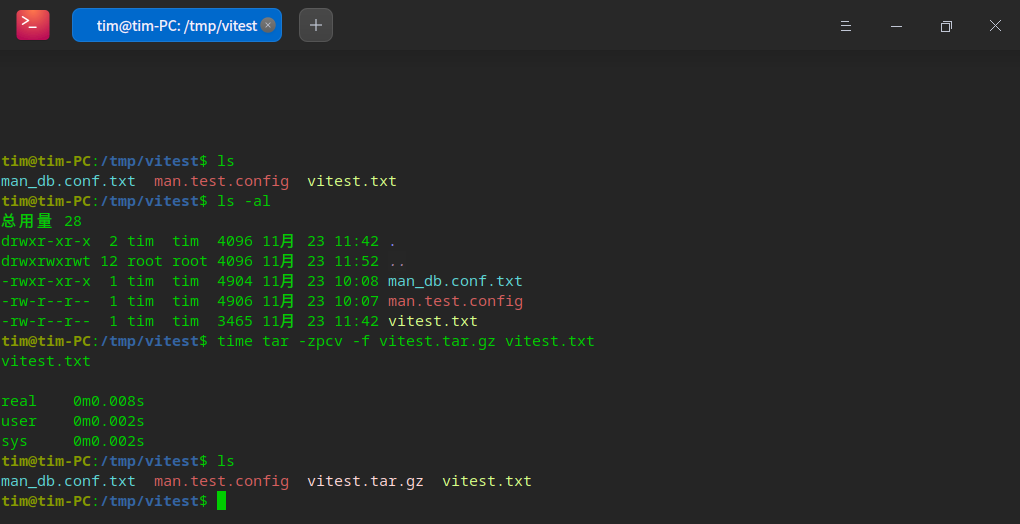 >_ tim@tim-PC: /tmp/vitest
tim@tim-PC:/tmp/vitest$ ls
man_db.conf.txt  man.test.config  vitest.txt
tim@tim-PC:/tmp/vitest$ ls -al
总用量 28
drwxr-xr-x  2 tim  tim  4096 11月  23 11:42 .
drwxrwxrwt 12 root root 4096 11月  23 11:52 ..
-rwxr-xr-x  1 tim  tim  4904 11月  23 10:08 man_db.conf.txt
-rw-r--r--  1 tim  tim  4906 11月  23 10:07 man.test.config
-rw-r--r--  1 tim  tim  3465 11月  23 11:42 vitest.txt
tim@tim-PC:/tmp/vitest$ time tar -zpcv -f vitest.tar.gz vitest.txt
vitest.txt

real    0m0.008s
user    0m0.002s
sys     0m0.002s
tim@tim-PC:/tmp/vitest$ ls
man_db.conf.txt  man.test.config  vitest.tar.gz  vitest.txt
tim@tim-PC:/tmp/vitest$